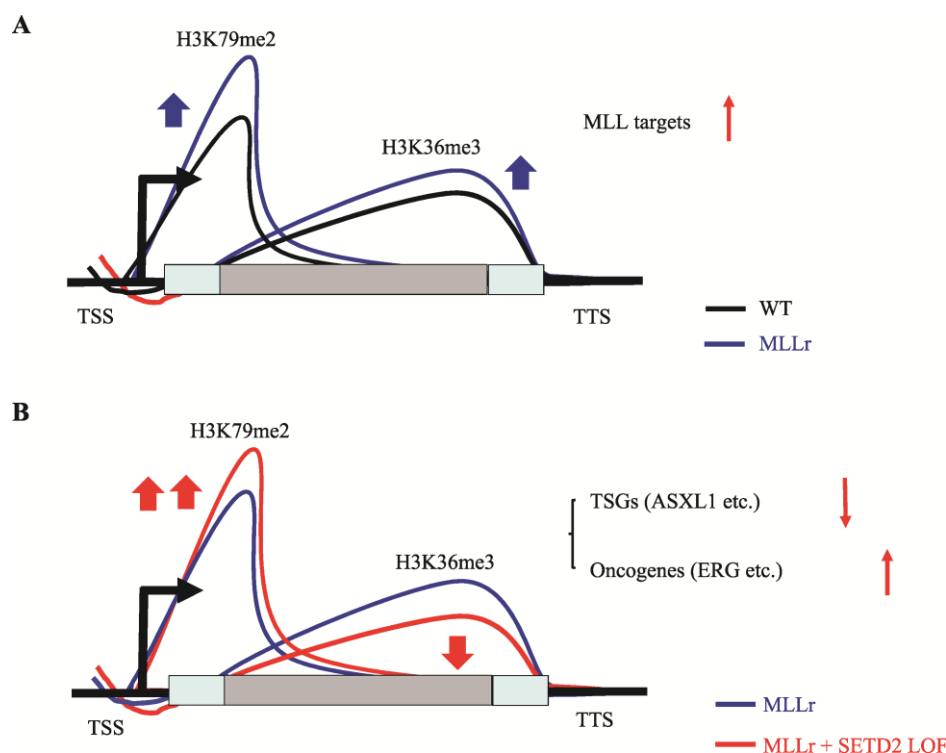 A
H3K79me2
MLL targets
H3K36me3
TSS
TTS
WT
MLLr
B
H3K79me2
TSGs (ASXL1 etc.)
H3K36me3
Oncogenes (ERG etc.)
TSS
TTS
MLLr
MLLr + SETD2 LOF